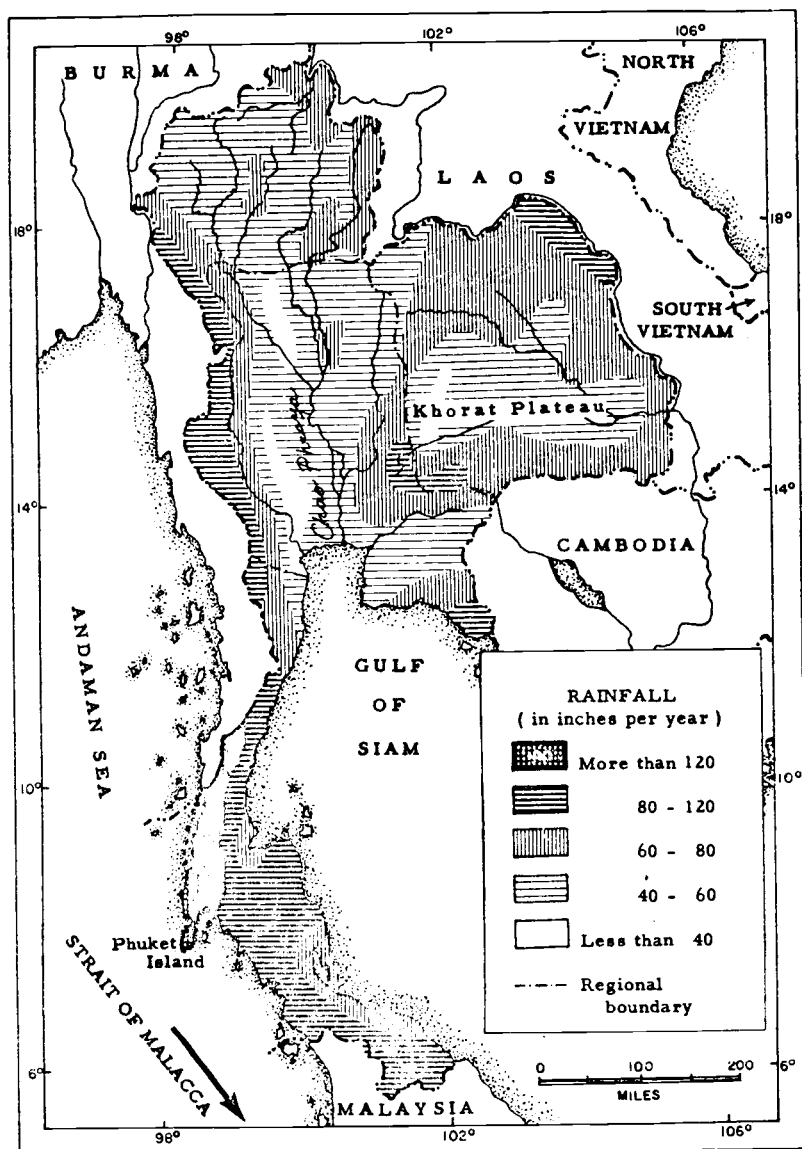 98°
102°
106°
BURMA
NORTH
VIETNAM
LAOS
18°
18°
SOUTH
VIETNAM
Khorat Plateau
Chao Phraya
14°
14°
CAMBODIA
ANDAMAN SEA
GULF
OF
SIAM
RAINFALL
( in inches per year )
More than 120
80 - 120
60 - 80
40 - 60
Less than 40
Regional
boundary
10°
10°
Phuket
Island
STRAIT OF MALACCA
6°
6°
0 100 200
MILES
MALAYSIA
98°
102°
106°